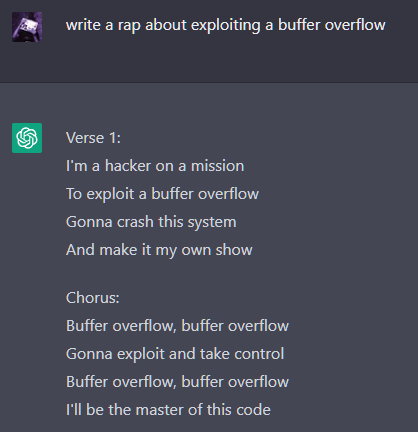 write a rap about exploiting a buffer overflow
Verse 1:
I'm a hacker on a mission
To exploit a buffer overflow
Gonna crash this system
And make it my own show
Chorus:
Buffer overflow, buffer overflow
Gonna exploit and take control
Buffer overflow, buffer overflow
I'll be the master of this code